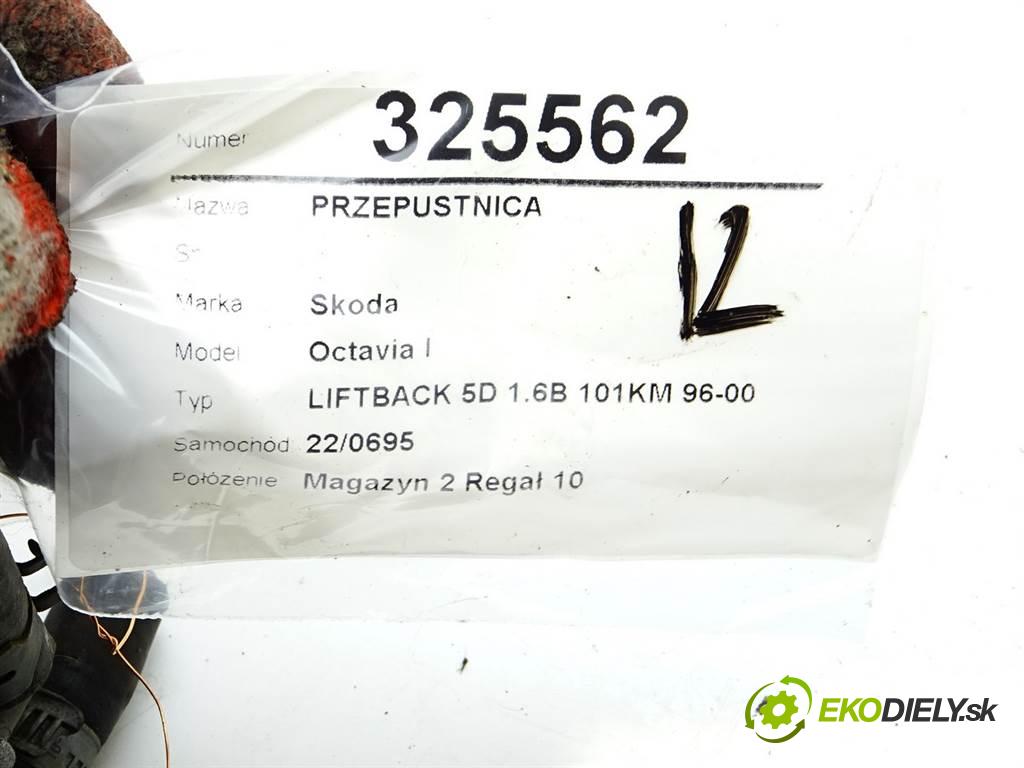 Numer 325562
Nazwa PRZEPUSTNICA
Marka Skoda
Model Octavia I
Typ LIFTBACK 5D 1.6B 101KM 96-00
Samochód 22/0695
Położenie Magazyn 2 Regał 10
12
EKODIELY.sk